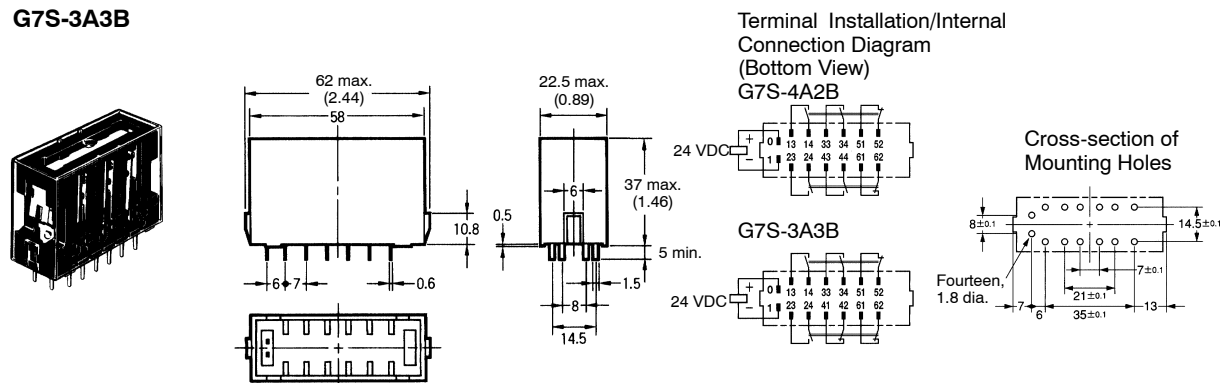 G7S-3A3B
62 max.
(2.44)
58
10.8
6
7
0.6
22.5 max.
(0.89)
6
37 max.
(1.46)
0.5
5 min.
1.5
8
14.5
Terminal Installation/Internal
Connection Diagram
(Bottom View)
G7S-4A2B
24 VDC
+
−
0
1
13 14 33 34 51 52
23 24 43 44 61 62
G7S-3A3B
24 VDC
+
−
0
1
13 14 33 34 51 52
23 24 41 42 61 62
Cross-section of
Mounting Holes
8±0.1
14.5±0.1
Fourteen,
1.8 dia.
7±0.1
21±0.1
7
6
35±0.1
13